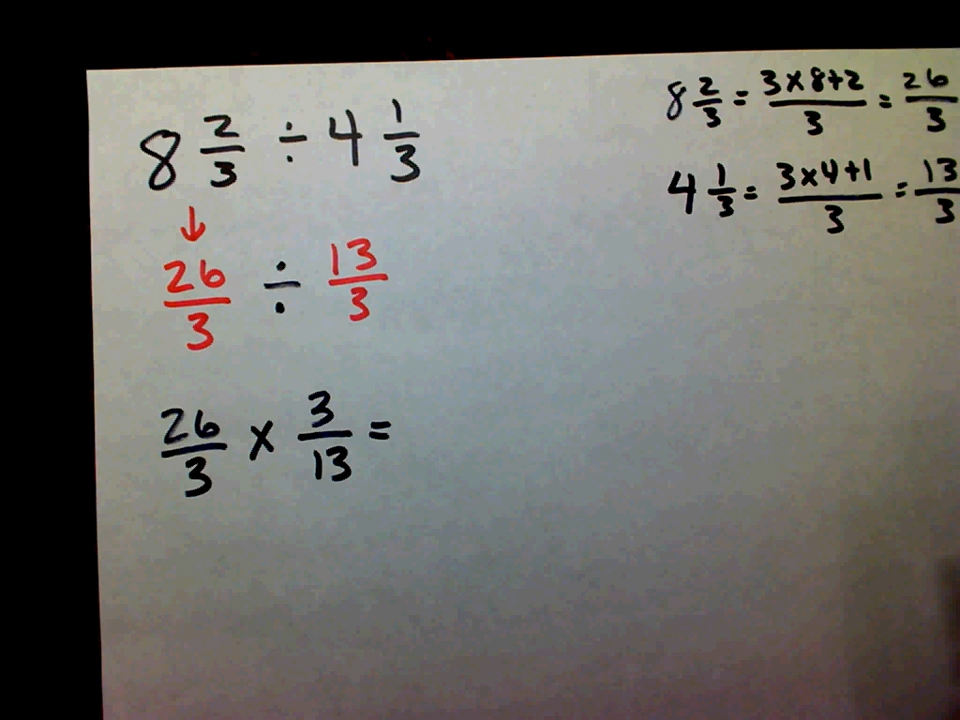 8 2/3 ÷ 4 1/3
↓
26/3 ÷ 13/3
26/3 x 3/13 =
8 2/3 = (3x8+2)/3 = 26/3
4 1/3 = (3x4+1)/3 = 13/3